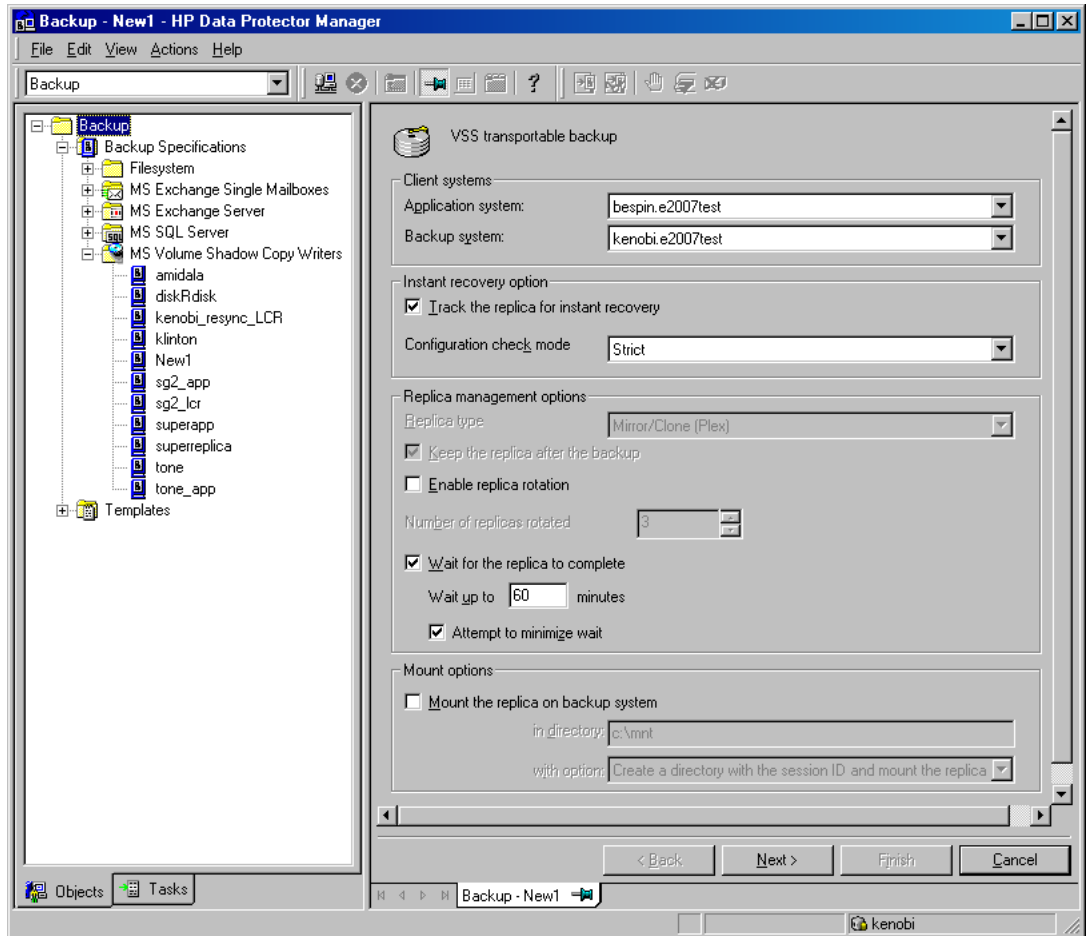 Backup - New1 - HP Data Protector Manager
File Edit View Actions Help
Backup
Backup
Backup Specifications
Filesystem
MS Exchange Single Mailboxes
MS Exchange Server
MS SQL Server
MS Volume Shadow Copy Writers
amidala
diskRdisk
kenobi_resync_LCR
klinton
New1
sg2_app
sg2_lcr
superapp
superreplica
tone
tone_app
Templates
Objects
Tasks
VSS transportable backup
Client systems
Application system: bespin.e2007test
Backup system: kenobi.e2007test
Instant recovery option
Track the replica for instant recovery
Configuration check mode Strict
Replica management options
Replica type Mirror/Clone (Plex)
Keep the replica after the backup
Enable replica rotation
Number of replicas rotated 3
Wait for the replica to complete
Wait up to 60 minutes
Attempt to minimize wait
Mount options
Mount the replica on backup system
in directory: c:\mnt
with option: Create a directory with the session ID and mount the replica
< Back Next > Finish Cancel
Backup - New1
kenobi